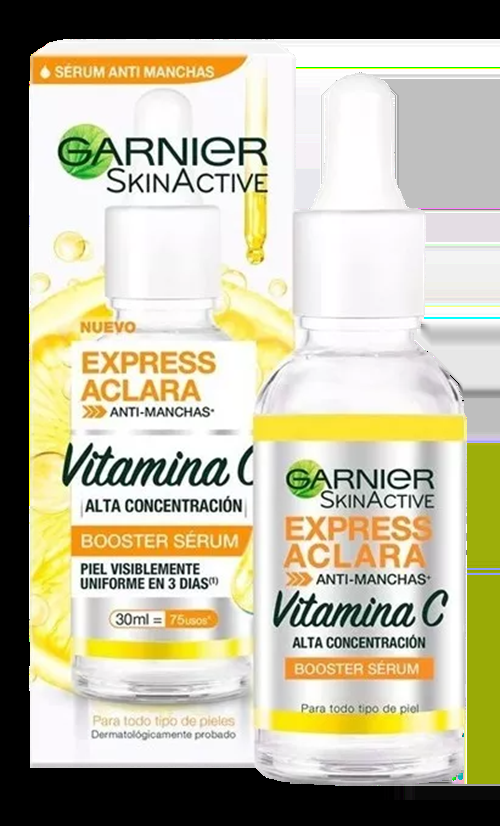 SÉRUM ANTI MANCHAS
GARNIER
SKINACTIVE
NUEVO
EXPRESS
ACLARA
ANTI-MANCHAS*
Vitamina C
ALTA CONCENTRACIÓN
BOOSTER SÉRUM
PIEL VISIBLEMENTE
UNIFORME EN 3 DIAS(1)
30ml = 75usos*
Para todo tipo de pieles
Dermatológicamente probado
GARNIER
SKINACTIVE
EXPRESS
ACLARA
ANTI-MANCHAS*
Vitamina C
ALTA CONCENTRACIÓN
BOOSTER SÉRUM
Para todo tipo de piel